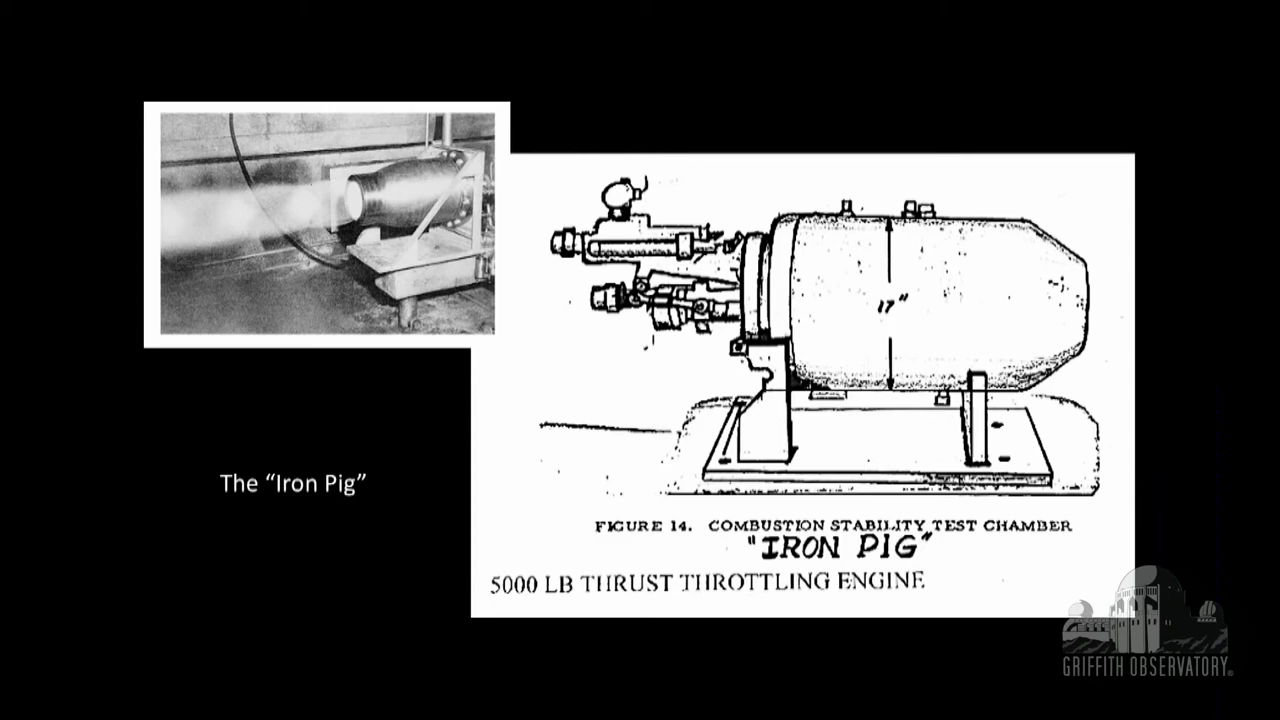 The “Iron Pig”
17"
FIGURE 14. COMBUSTION STABILITY TEST CHAMBER
"IRON PIG"
5000 LB THRUST THROTTLING ENGINE
GRIFFITH OBSERVATORY®